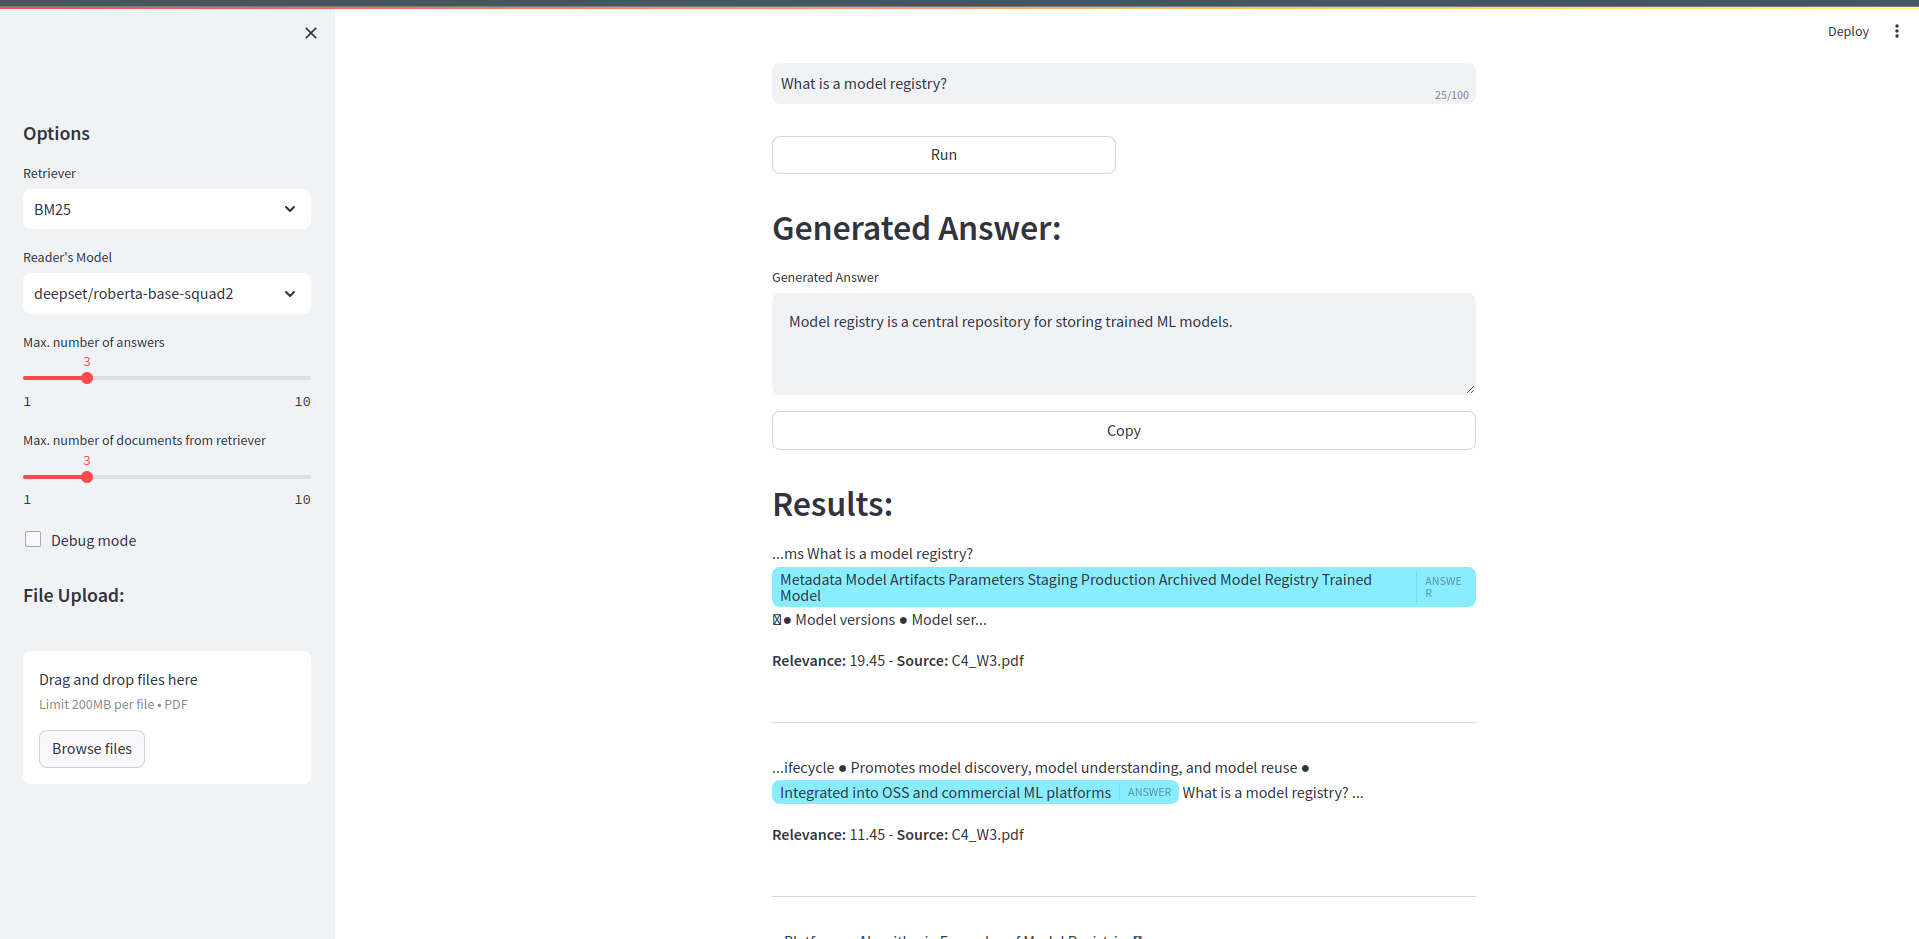 Deploy
Options
Retriever
BM25
Reader's Model
deepset/roberta-base-squad2
Max. number of answers
3
1 10
Max. number of documents from retriever
3
1 10
Debug mode
File Upload:
Drag and drop files here
Limit 200MB per file • PDF
Browse files
What is a model registry?
25/100
Run
Generated Answer:
Generated Answer
Model registry is a central repository for storing trained ML models.
Copy
Results:
...ms What is a model registry?
Metadata Model Artifacts Parameters Staging Production Archived Model Registry Trained
Model
ANSWE
R
● Model versions ● Model ser...
Relevance: 19.45 - Source: C4_W3.pdf
...ifecycle ● Promotes model discovery, model understanding, and model reuse ●
Integrated into OSS and commercial ML platforms ANSWER What is a model registry? ...
Relevance: 11.45 - Source: C4_W3.pdf